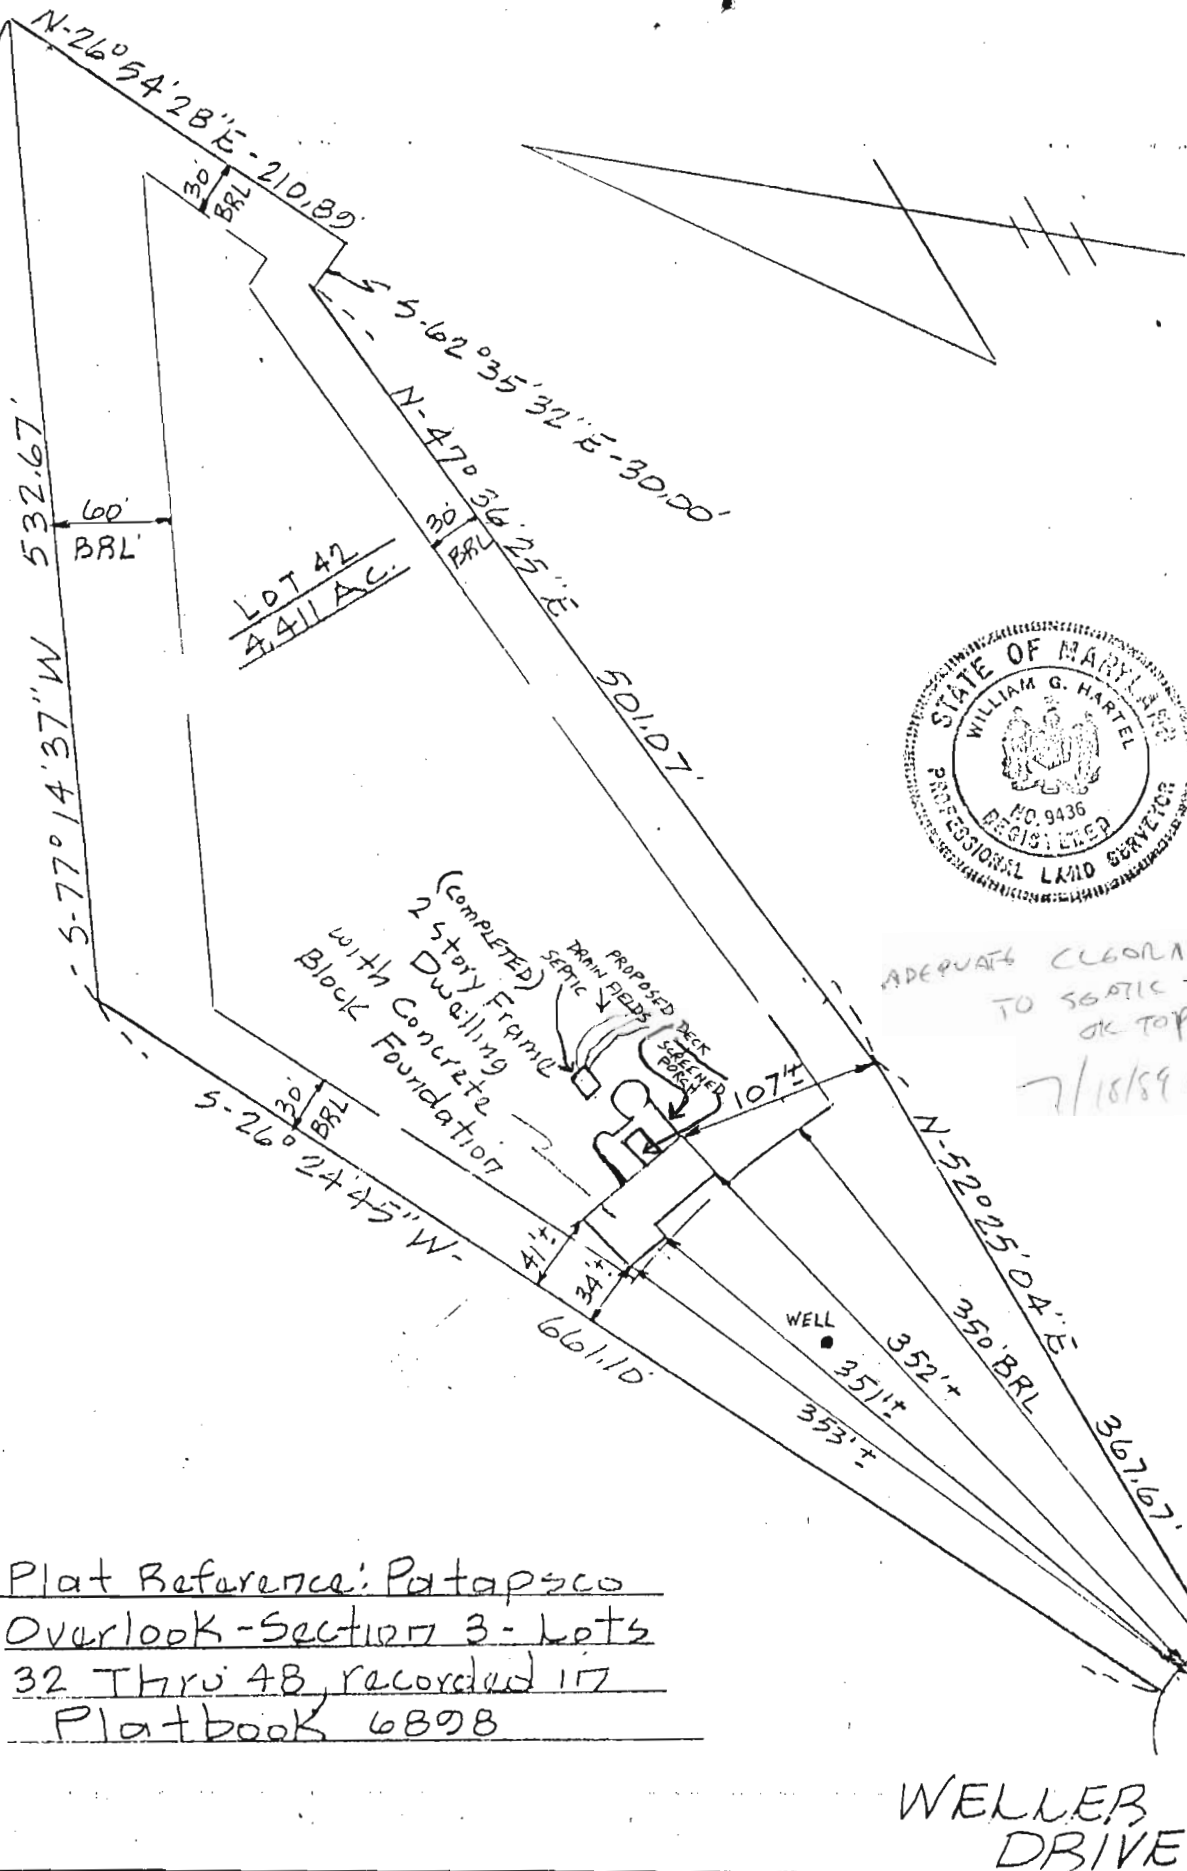 N-26°54'28"E-210.89'
30'
BRL
S-62°35'32"E-30.00'
N-47°36'25"E
501.07'
30'
BRL
532.67'
S-77°14'37"W
60'
BRL
LOT 42
4.411 AC.
STATE OF MARYLAND
WILLIAM G. HARTEL
NO. 9436
REGISTERED
PROFESSIONAL LAND SURVEYOR
ADEQUATE
TO SEPTIC
OK TO
7/18/89
(COMPLETED)
2 Story Frame
Dwelling
with Concrete
Block Foundation
SEPTIC
DRAIN FIELDS
PROPOSED DECK
SCREENED
PORCH
107'±
S-26°24'45"W-
661.10'
30'
BRL
41'±
34'±
N-52°25'04"E
367.67'
350'BRL
352'±
351'±
353'±
WELL
Plat Reference: Patapsco
Overlook-Section 3-Lots
32 Thru 48, recorded in
Platbook 6898
WELLER
DRIVE